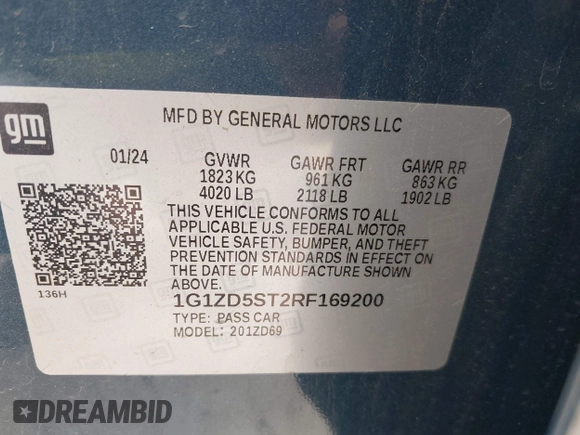 gm
MFD BY GENERAL MOTORS LLC
01/24 GVWR GAWR FRT GAWR RR
1823 KG 961 KG 863 KG
4020 LB 2118 LB 1902 LB
THIS VEHICLE CONFORMS TO ALL
APPLICABLE U.S. FEDERAL MOTOR
VEHICLE SAFETY, BUMPER, AND THEFT
PREVENTION STANDARDS IN EFFECT ON
THE DATE OF MANUFACTURE SHOWN
ABOVE.
136H
1G1ZD5ST2RF169200
TYPE: PASS CAR
MODEL: 201ZD69
DREAMBID